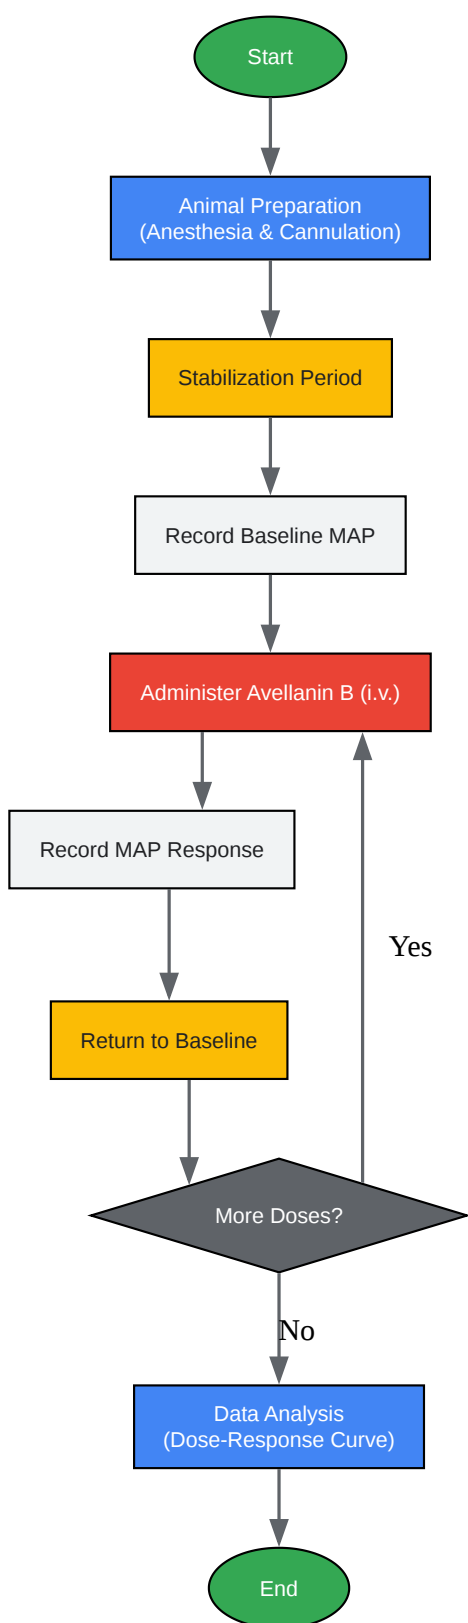 Start
Animal Preparation
(Anesthesia & Cannulation)
Stabilization Period
Record Baseline MAP
Administer Avellanin B (i.v.)
Record MAP Response
Yes
Return to Baseline
More Doses?
No
Data Analysis
(Dose-Response Curve)
End